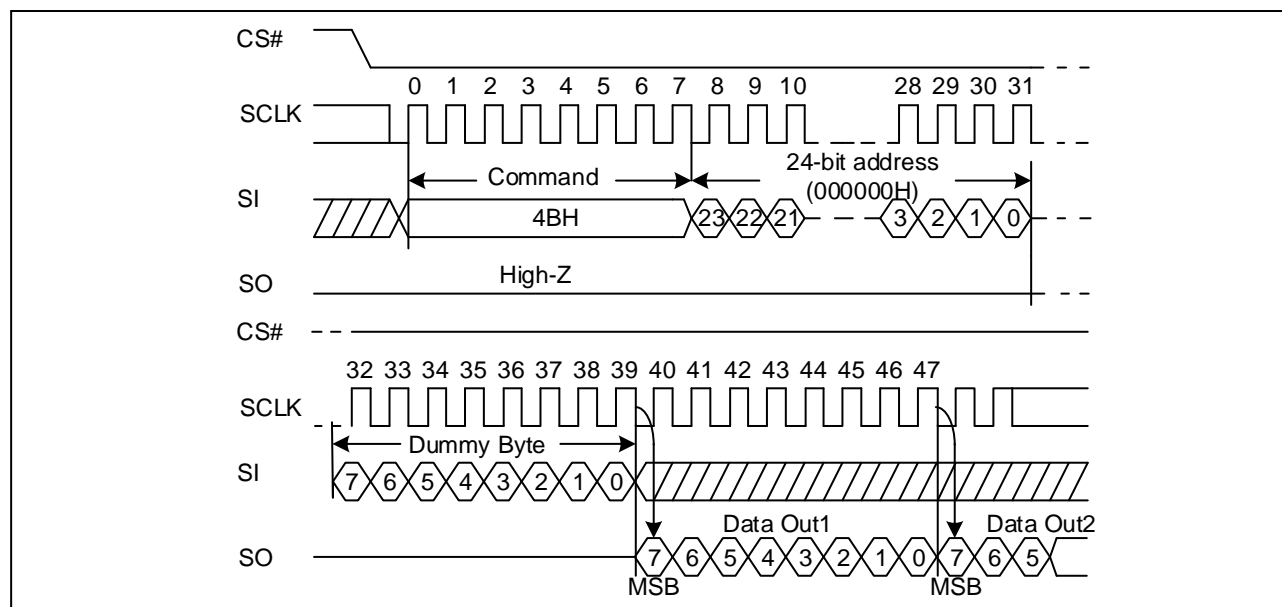 CS#
0 1 2 3 4 5 6 7 8 9 10 28 29 30 31
SCLK
Command
24-bit address
(000000H)
SI
4BH 23 22 21 3 2 1 0
High-Z
SO
CS#
32 33 34 35 36 37 38 39 40 41 42 43 44 45 46 47
SCLK
Dummy Byte
SI
7 6 5 4 3 2 1 0
Data Out1 Data Out2
SO
7 6 5 4 3 2 1 0 7 6 5
MSB MSB